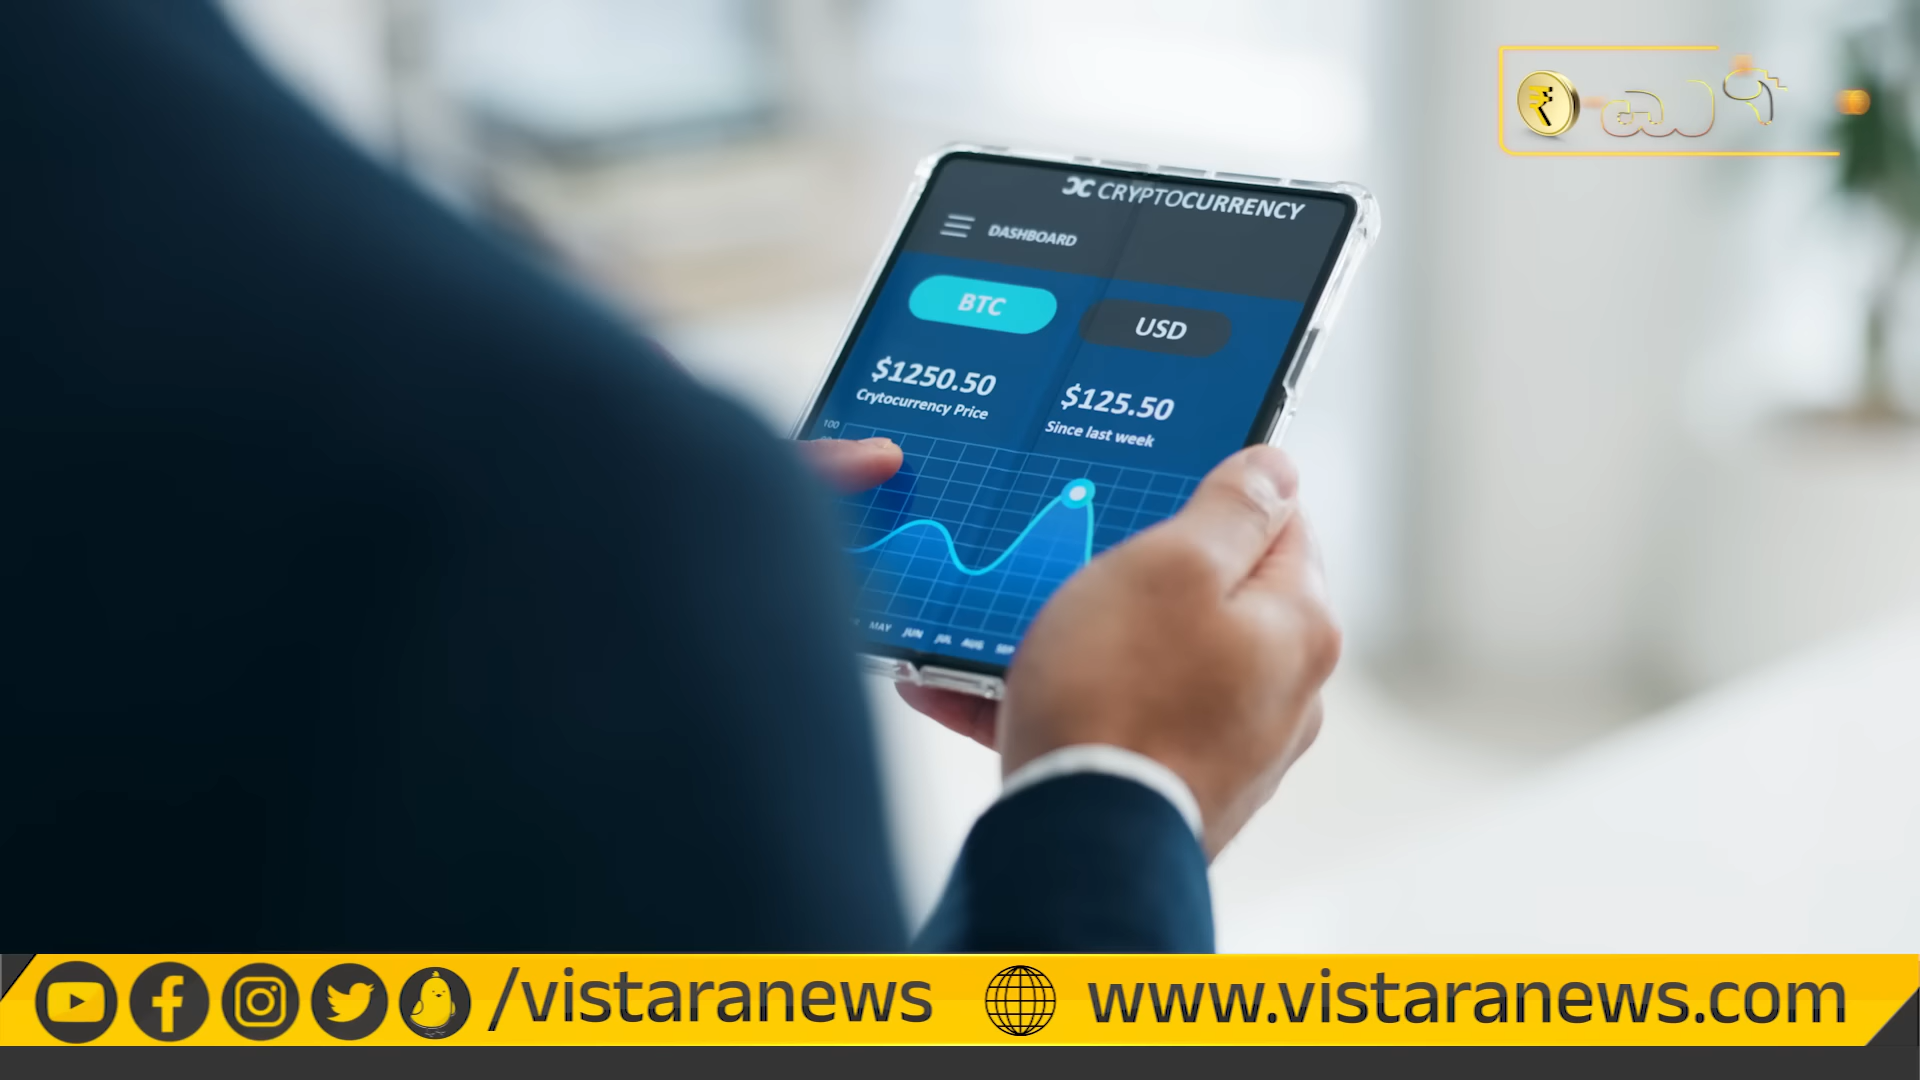 CRYPTOCURRENCY
DASHBOARD
BTC
USD
$1250.50
Crytocurrency Price
$125.50
Since last week
100
MAY JUN JUL AUG
/vistaranews
www.vistaranews.com